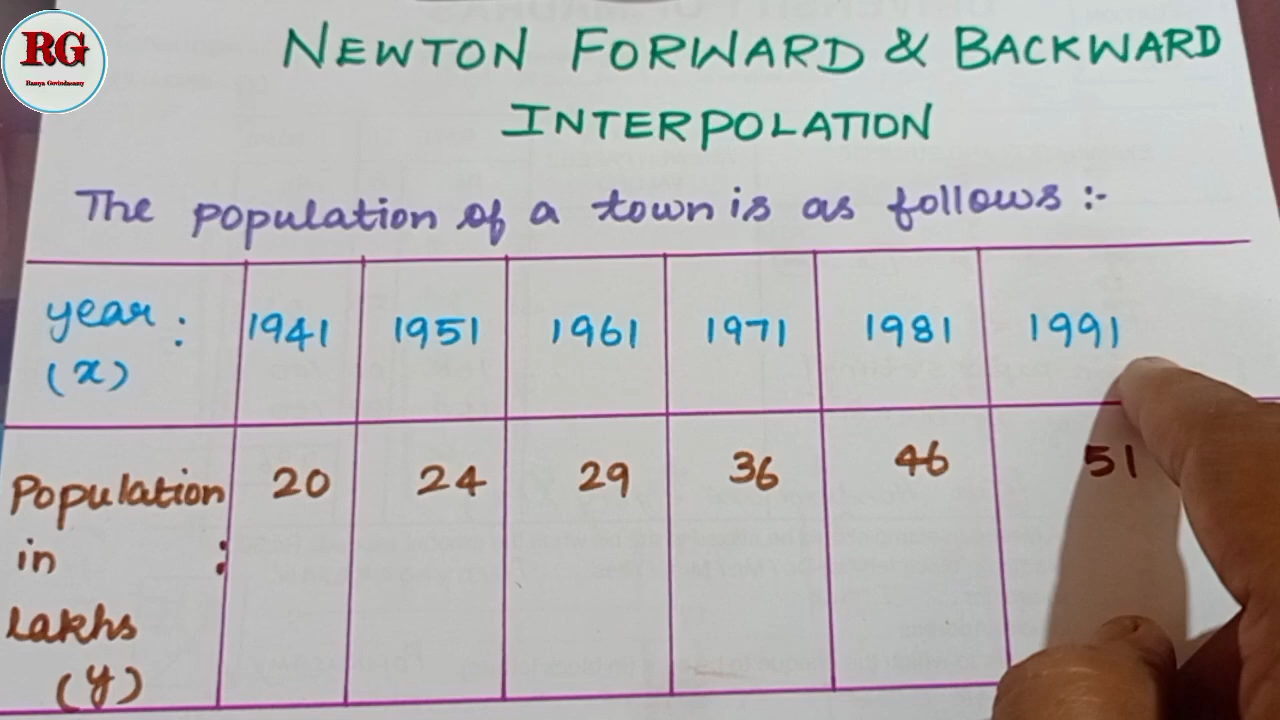 RG
Ramya Govindasamy
NEWTON FORWARD & BACKWARD
INTERPOLATION
The population of a town is as follows :-
year : (x) 1941 1951 1961 1971 1981 1991
Population in lakhs : (y) 20 24 29 36 46 51